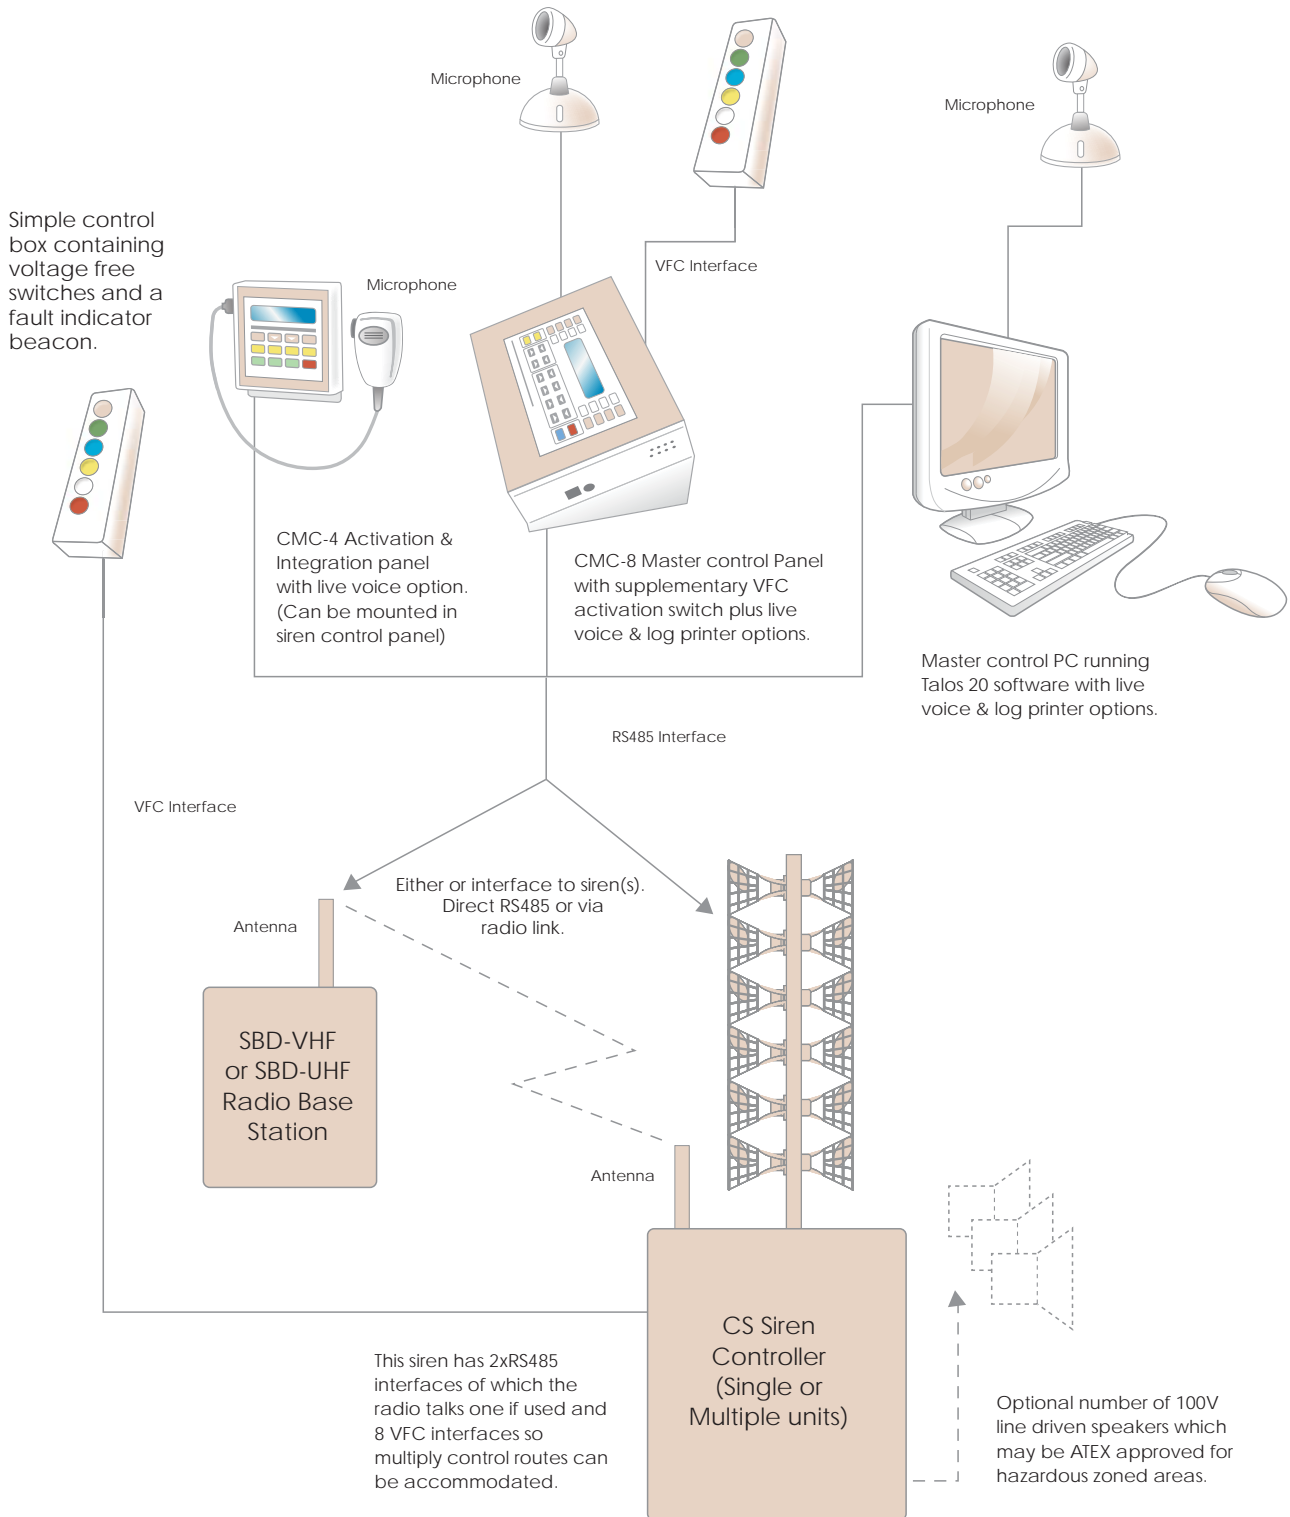 Microphone
Microphone
Simple control
box containing
voltage free
switches and a
fault indicator
beacon.
VFC Interface
Microphone
CMC-4 Activation &
Integration panel
with live voice option.
(Can be mounted in
siren control panel)
CMC-8 Master control Panel
with supplementary VFC
activation switch plus live
voice & log printer options.
Master control PC running
Talos 20 software with live
voice & log printer options.
RS485 Interface
VFC Interface
Either or interface to siren(s).
Direct RS485 or via
radio link.
Antenna
SBD-VHF
or SBD-UHF
Radio Base
Station
Antenna
CS Siren
Controller
(Single or
Multiple units)
This siren has 2xRS485
interfaces of which the
radio talks one if used and
8 VFC interfaces so
multiply control routes can
be accommodated.
Optional number of 100V
line driven speakers which
may be ATEX approved for
hazardous zoned areas.